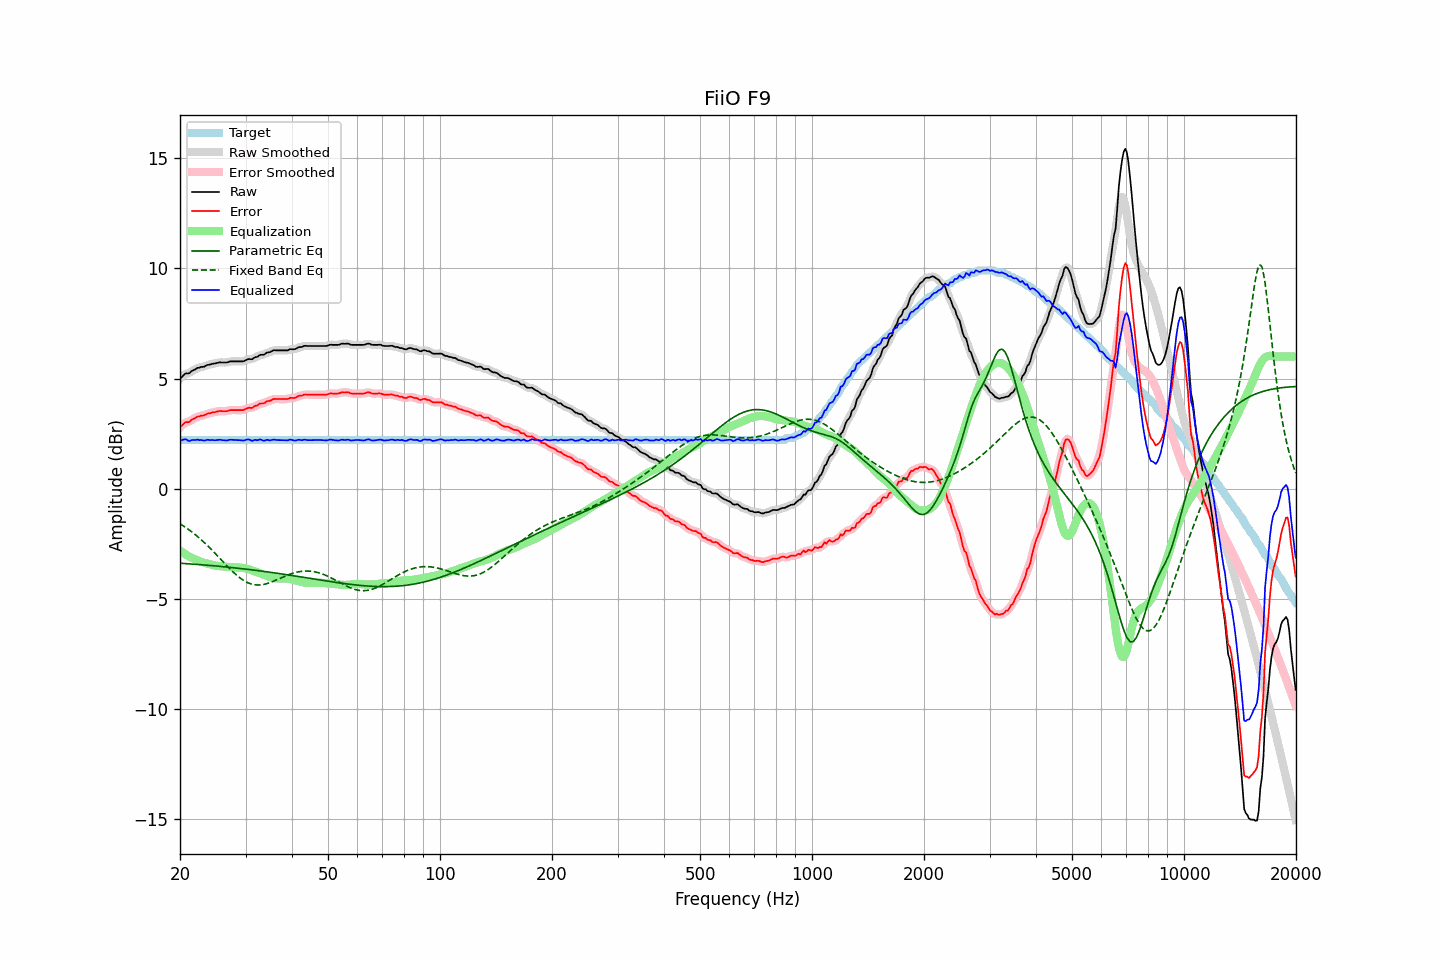 FiiO F9
Target
Raw Smoothed
Error Smoothed
Raw
Error
Equalization
Parametric Eq
Fixed Band Eq
Equalized
15
10
5
0
−5
−10
−15
Amplitude (dBr)
20 50 100 200 500 1000 2000 5000 10000 20000
Frequency (Hz)